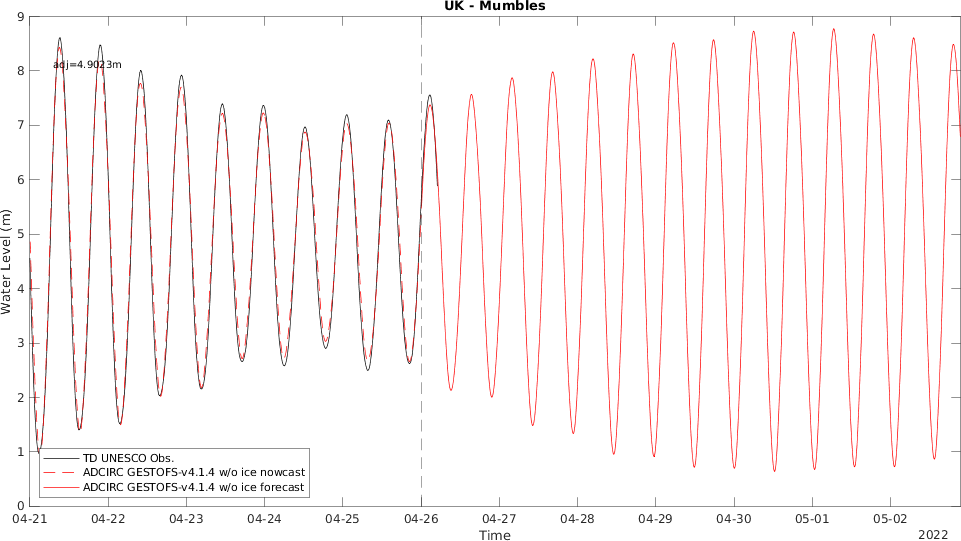 UK - Mumbles
9
8
7
6
5
4
3
2
1
0
Water Level (m)
adj=4.9023m
TD UNESCO Obs.
ADCIRC GESTOFS-v4.1.4 w/o ice nowcast
ADCIRC GESTOFS-v4.1.4 w/o ice forecast
04-21 04-22 04-23 04-24 04-25 04-26 04-27 04-28 04-29 04-30 05-01 05-02
Time
2022